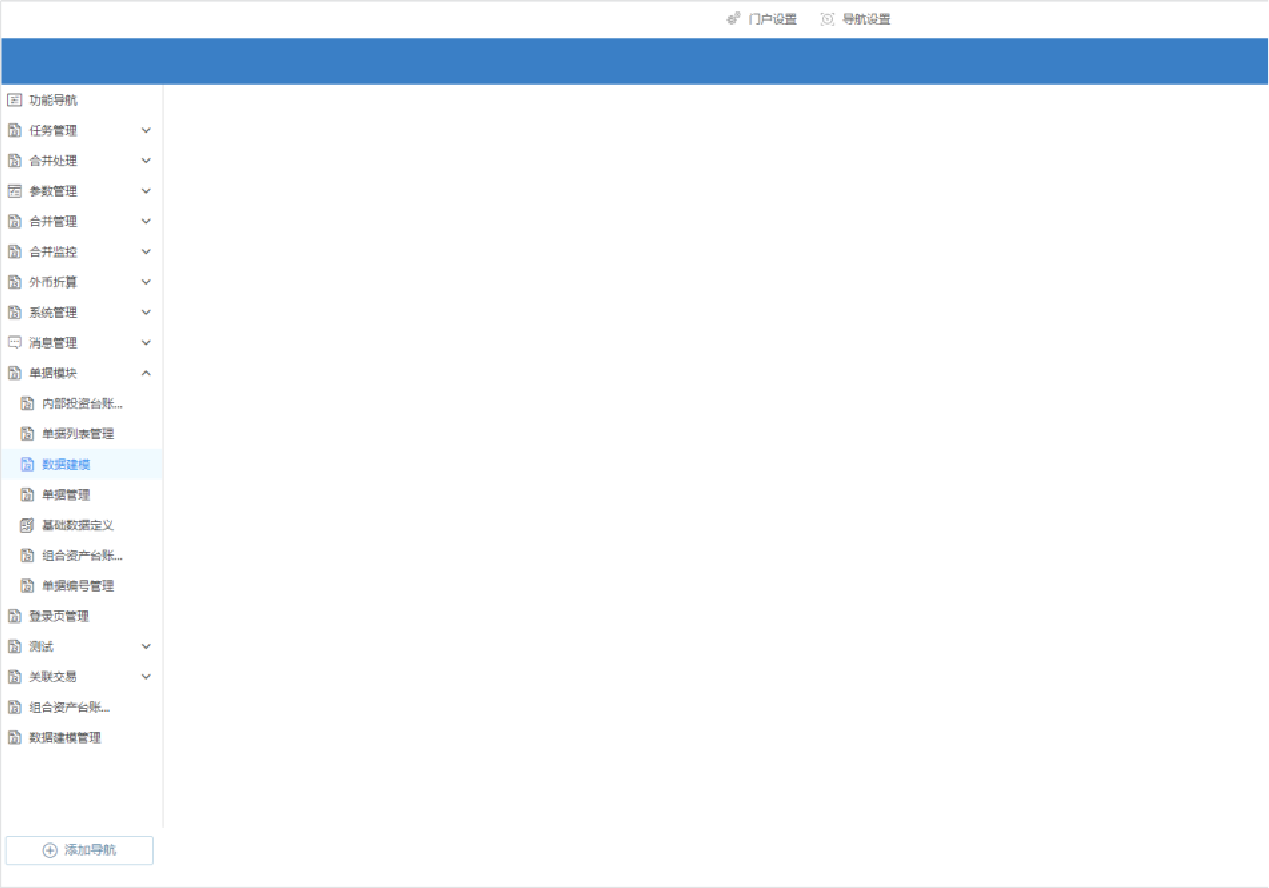 门户设置 导航设置
功能导航
任务管理
合并处理
参数管理
合并管理
合并监控
外币折算
系统管理
消息管理
单据模块
内部投资台账...
单据列表管理
数据建模
单据管理
基础数据定义
组合资产台账...
单据编号管理
登录页管理
测试
关联交易
组合资产台账...
数据建模管理
添加导航